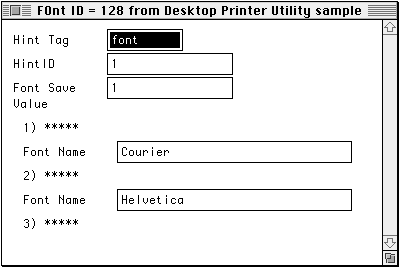 FOnt ID = 128 from Desktop Printer Utility sample
Hint Tag font
HintID 1
Font Save Value 1
1) *****
Font Name Courier
2) *****
Font Name Helvetica
3) *****